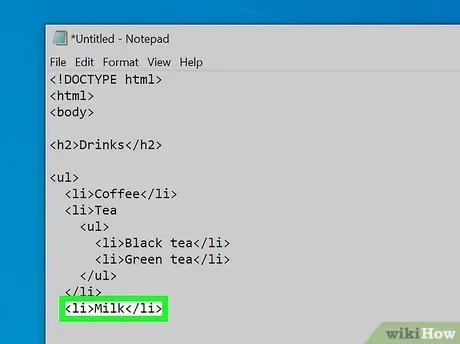 *Untitled - Notepad
File Edit Format View Help
<!DOCTYPE html>
<html>
<body>

<h2>Drinks</h2>

<ul>
  <li>Coffee</li>
  <li>Tea
    <ul>
      <li>Black tea</li>
      <li>Green tea</li>
    </ul>
  </li>
  <li>Milk</li>
wikiHow